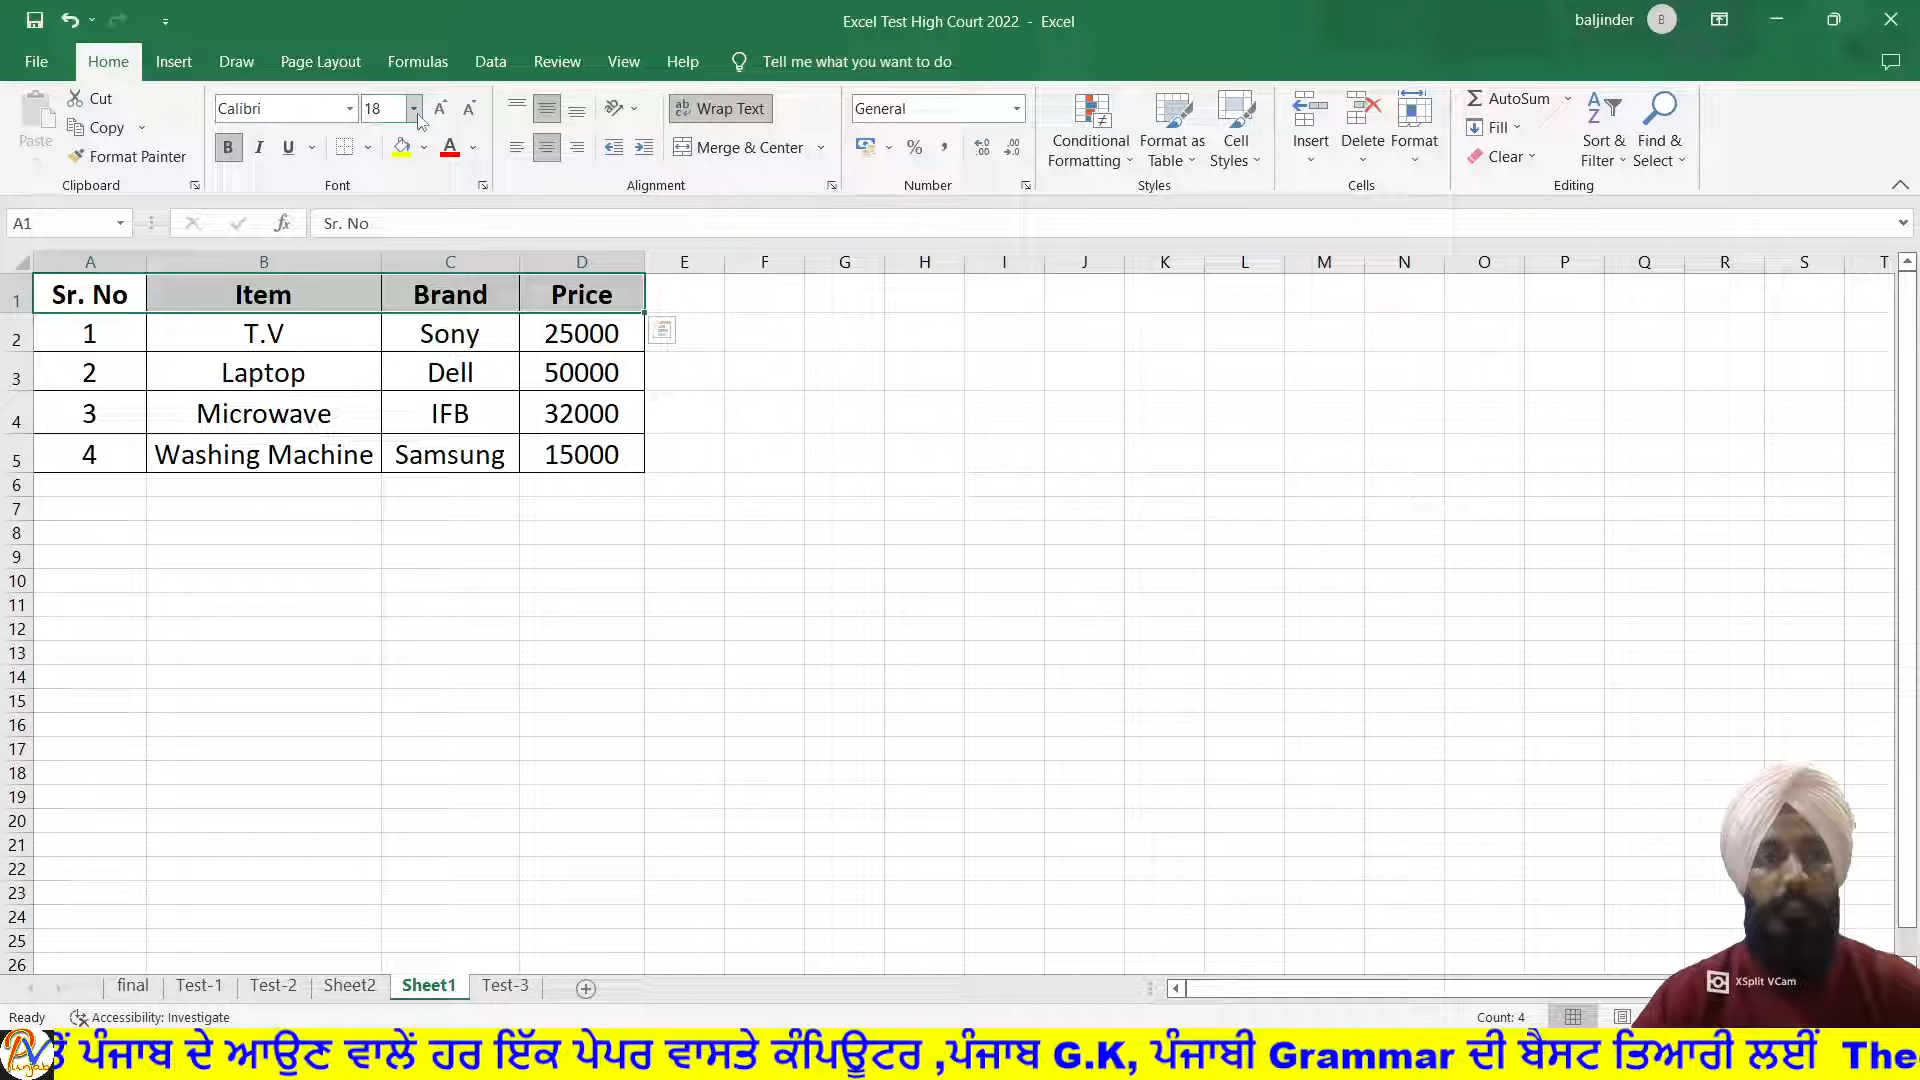 Excel Test High Court 2022 - Excel
baljinder
B
File
Home
Insert
Draw
Page Layout
Formulas
Data
Review
View
Help
Tell me what you want to do
Paste
Cut
Copy
Format Painter
Clipboard
Calibri
18
B I U
Font
Wrap Text
Merge & Center
Alignment
General
Number
Conditional Formatting
Format as Table
Cell Styles
Styles
Insert
Delete
Format
Cells
AutoSum
Fill
Clear
Sort & Filter
Find & Select
Editing
A1
fx
Sr. No
A B C D E F G H I J K L M N O P Q R S T
1 Sr. No Item Brand Price
2 1 T.V Sony 25000
3 2 Laptop Dell 50000
4 3 Microwave IFB 32000
5 4 Washing Machine Samsung 15000
6
7
8
9
10
11
12
13
14
15
16
17
18
19
20
21
22
23
24
25
26
XSplit VCam
final
Test-1
Test-2
Sheet2
Sheet1
Test-3
Ready
Accessibility: Investigate
Count: 4
ਪੰਜਾਬ ਦੇ ਆਉਣ ਵਾਲੇਂ ਹਰ ਇੱਕ ਪੇਪਰ ਵਾਸਤੇ ਕੰਪਿਊਟਰ ,ਪੰਜਾਬ G.K, ਪੰਜਾਬੀ Grammar ਦੀ ਬੈਸਟ ਤਿਆਰੀ ਲਈਂ The